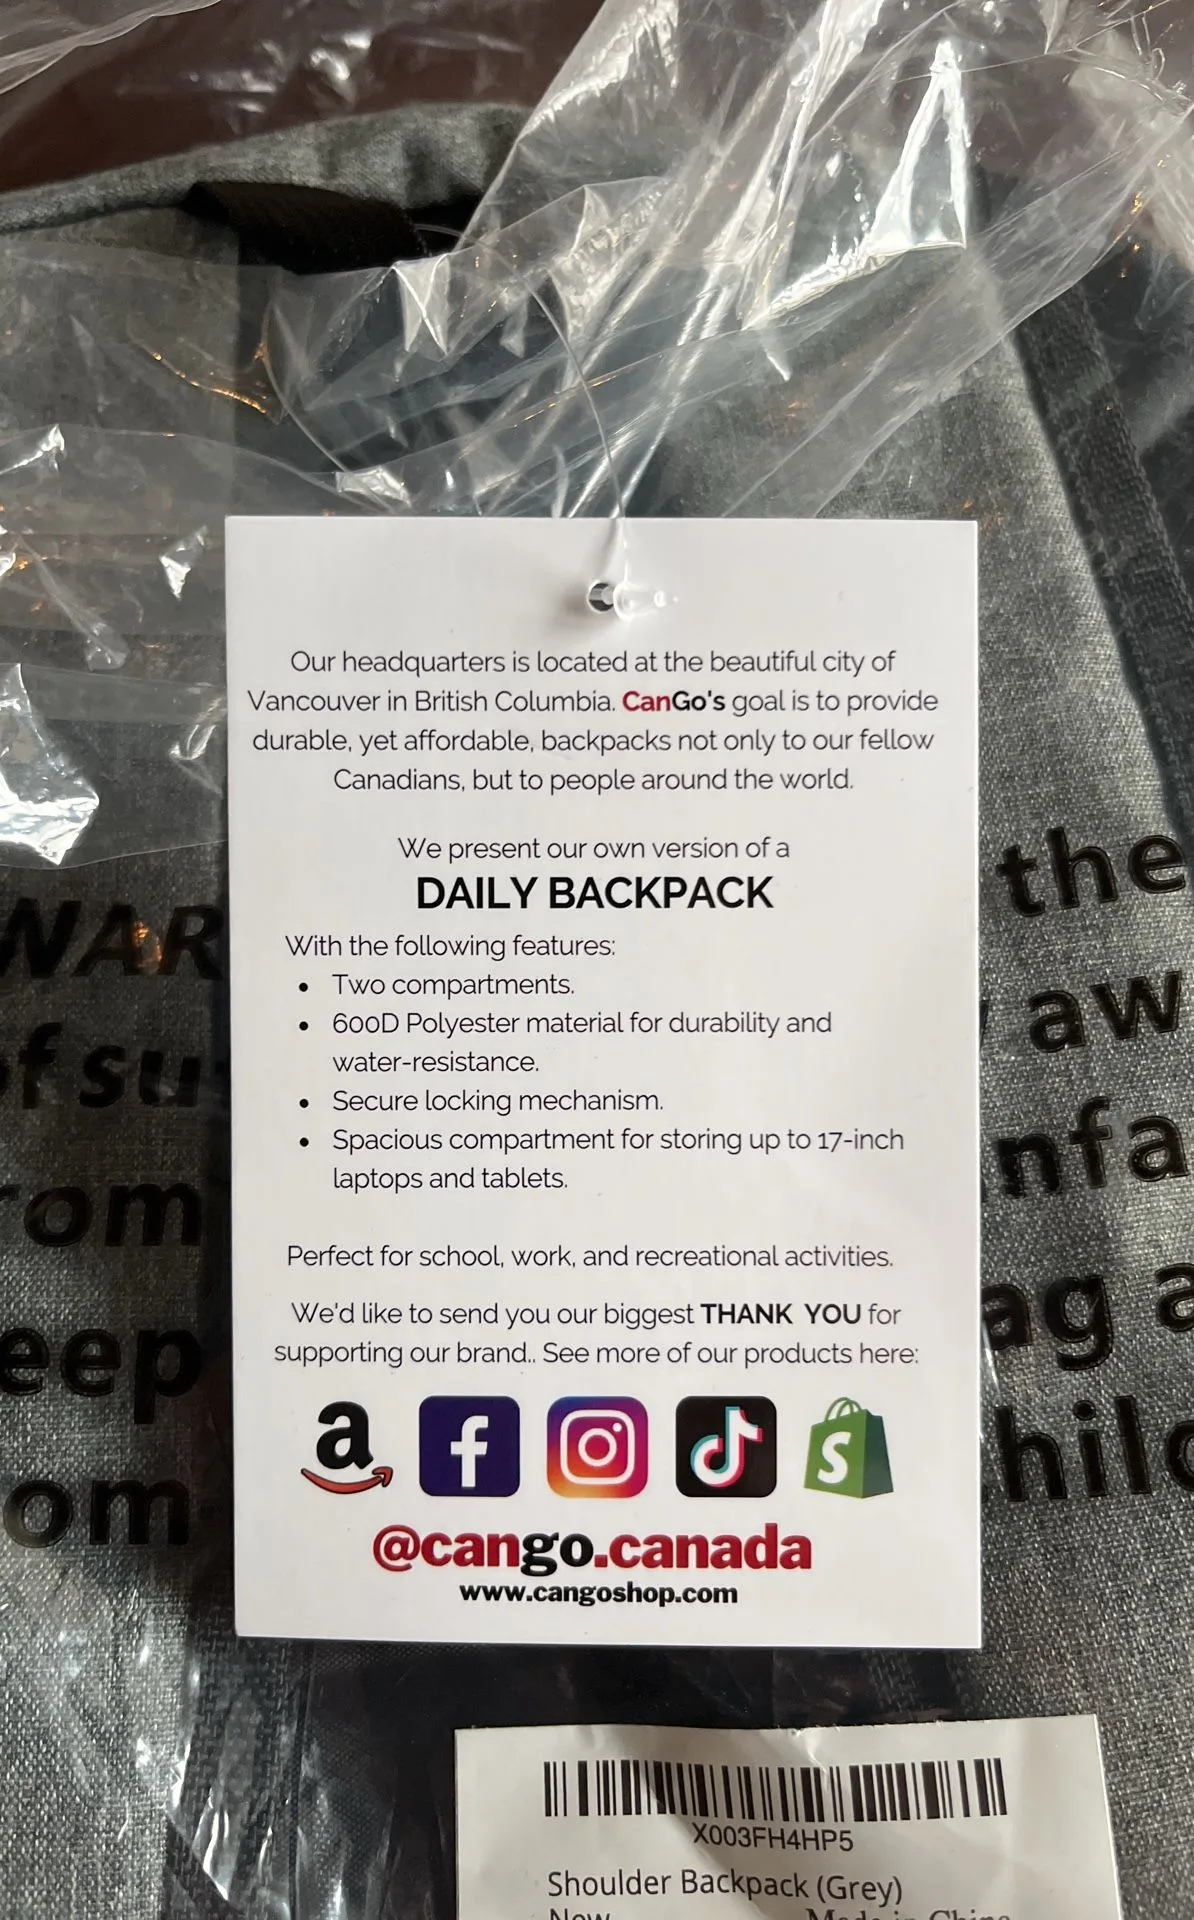 Our headquarters is located at the beautiful city of
Vancouver in British Columbia. CanGo's goal is to provide
durable, yet affordable, backpacks not only to our fellow
Canadians, but to people around the world.
We present our own version of a
DAILY BACKPACK
With the following features:
• Two compartments.
• 600D Polyester material for durability and
water-resistance.
• Secure locking mechanism.
• Spacious compartment for storing up to 17-inch
laptops and tablets.
Perfect for school, work, and recreational activities.
We'd like to send you our biggest THANK YOU for
supporting our brand.. See more of our products here:
@cango.canada
www.cangoshop.com
the
aw
ag a
eep
om
X003FH4HP5
Shoulder Backpack (Grey)
New Made in China